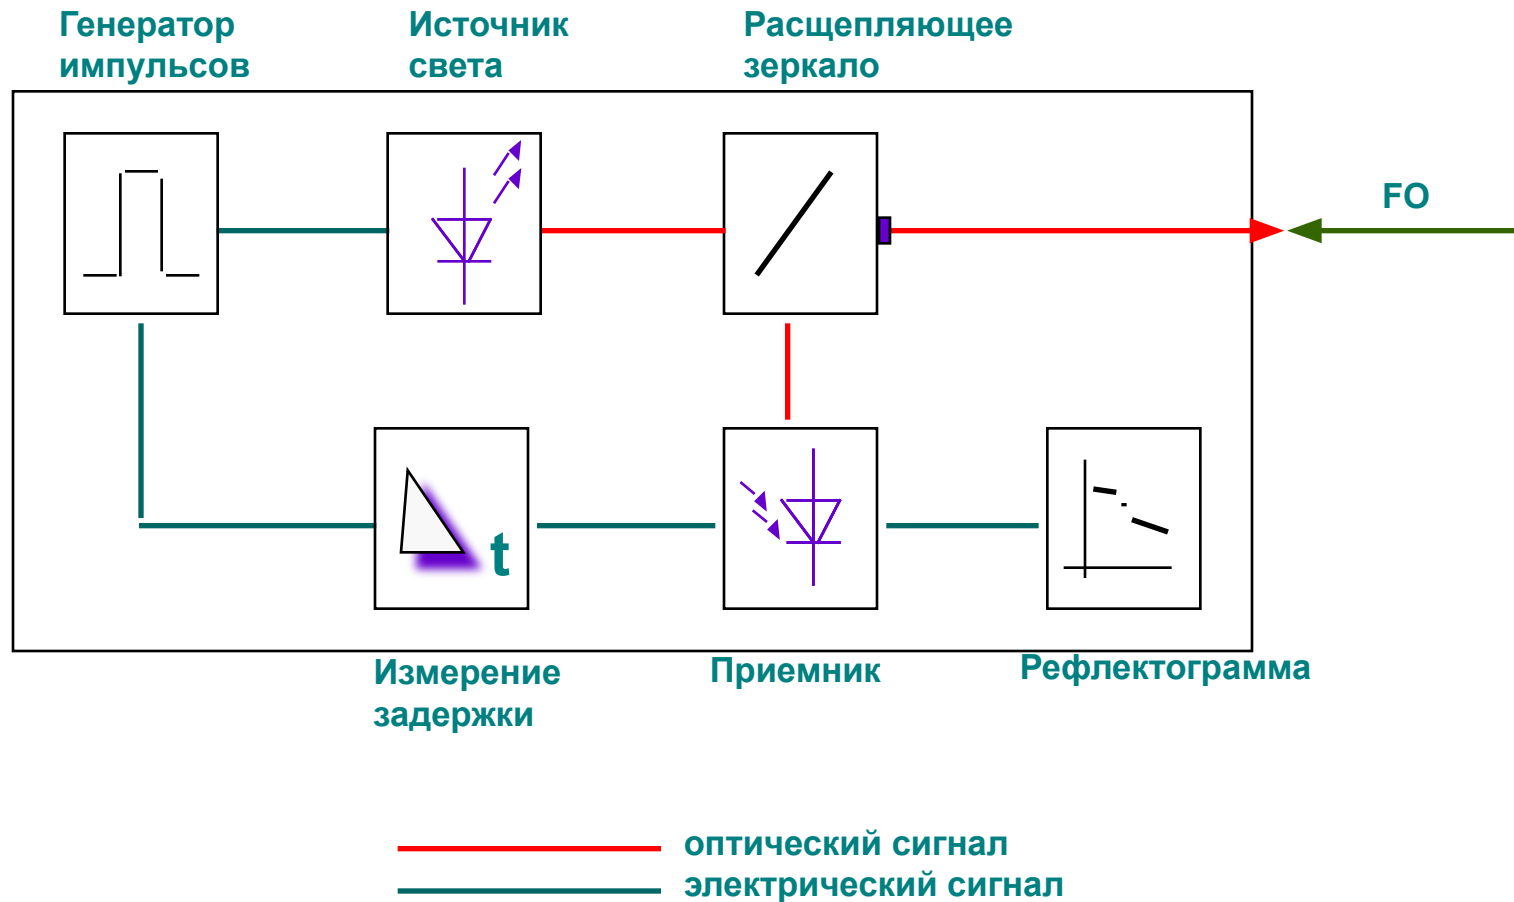 Генератор
импульсов
Источник
света
Расщепляющее
зеркало
FO
t
Измерение
задержки
Приемник
Рефлектограмма
оптический сигнал
электрический сигнал